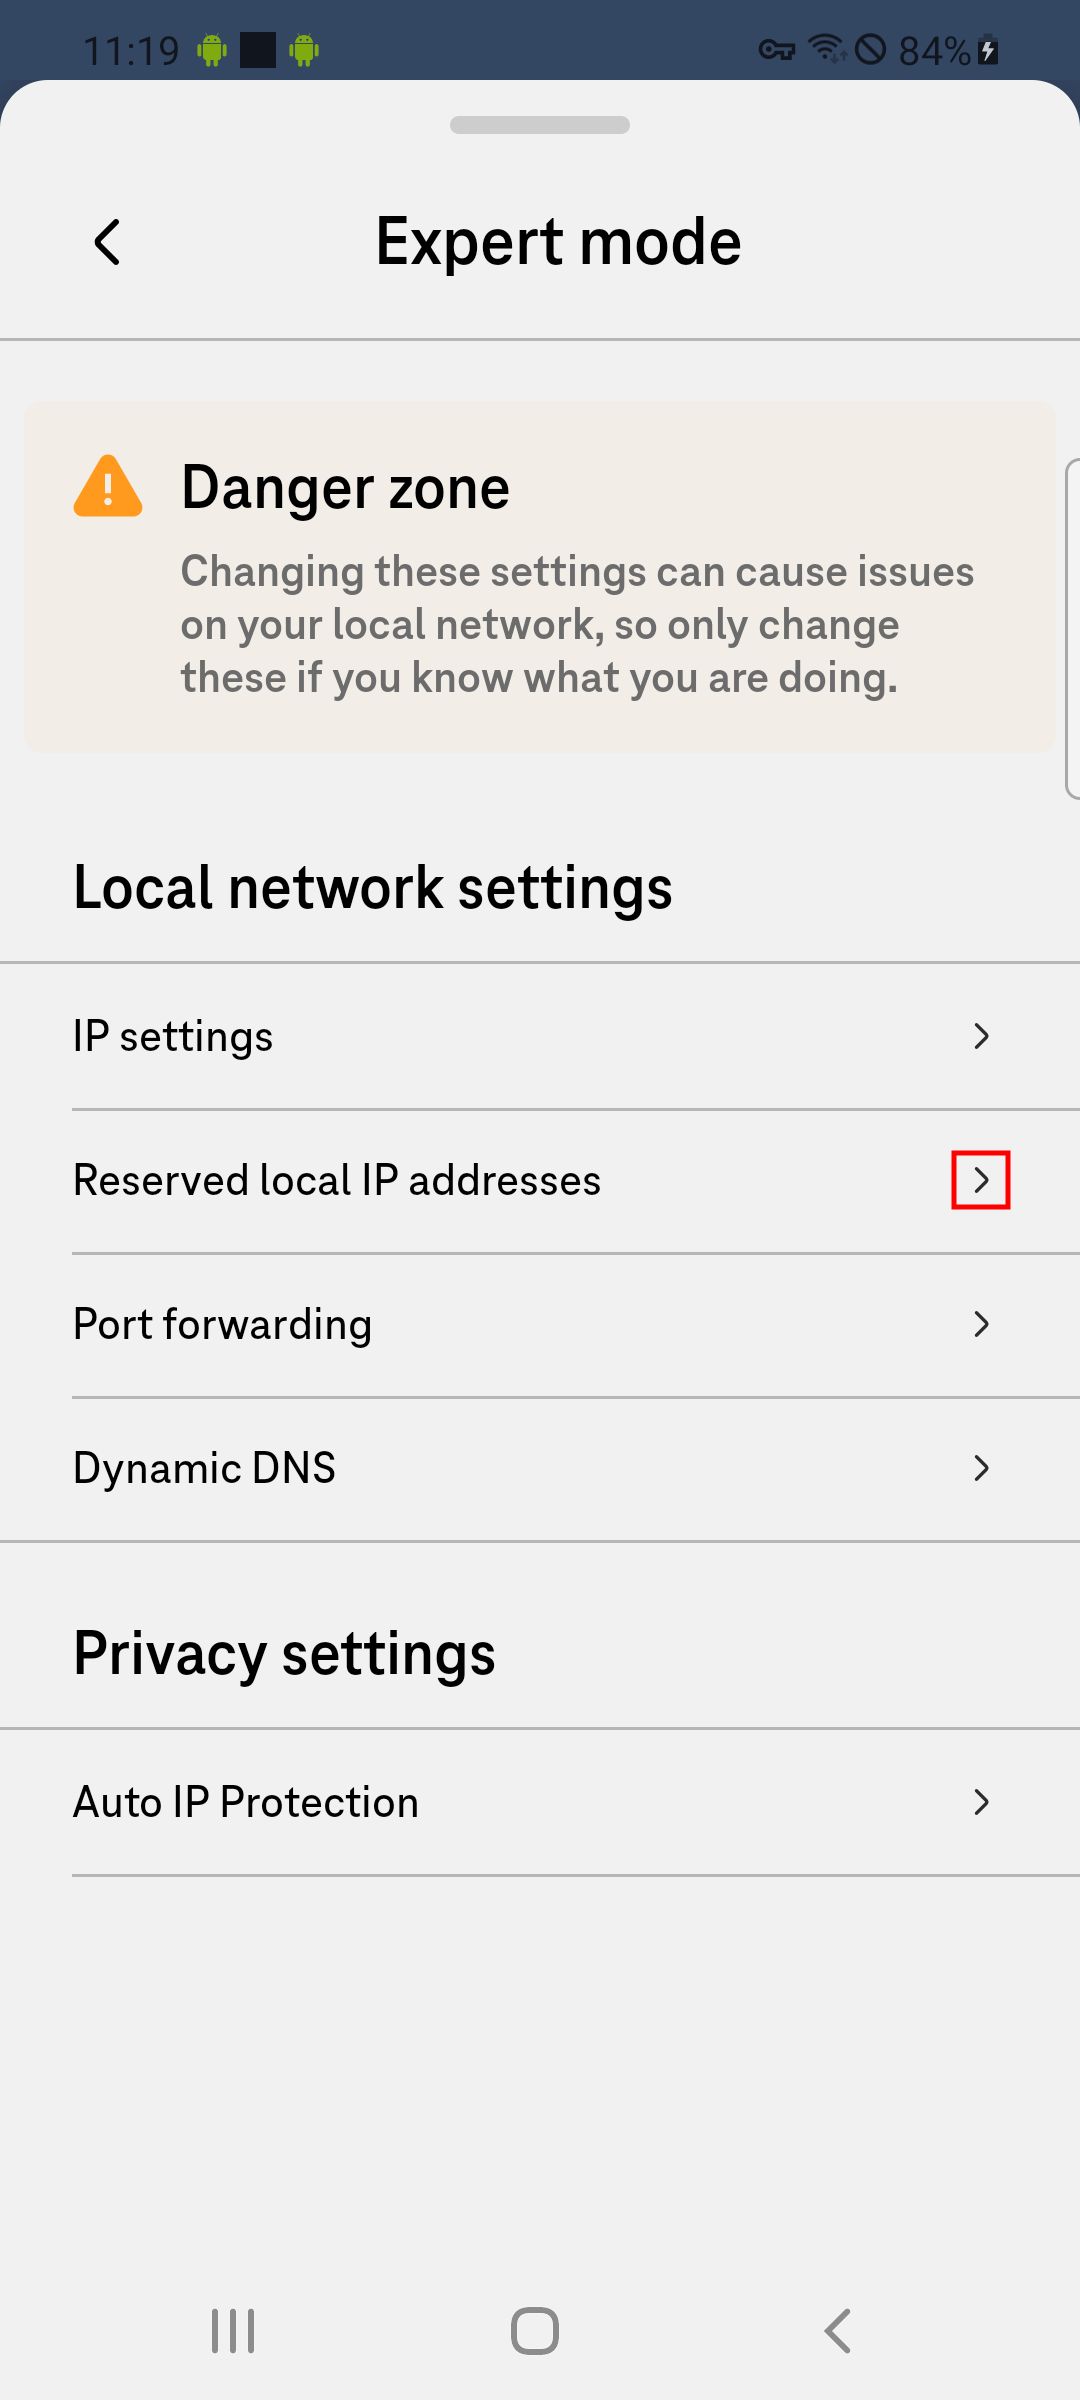 11:19 84%
Expert mode
Danger zone
Changing these settings can cause issues
on your local network, so only change
these if you know what you are doing.
Local network settings
IP settings
Reserved local IP addresses
Port forwarding
Dynamic DNS
Privacy settings
Auto IP Protection